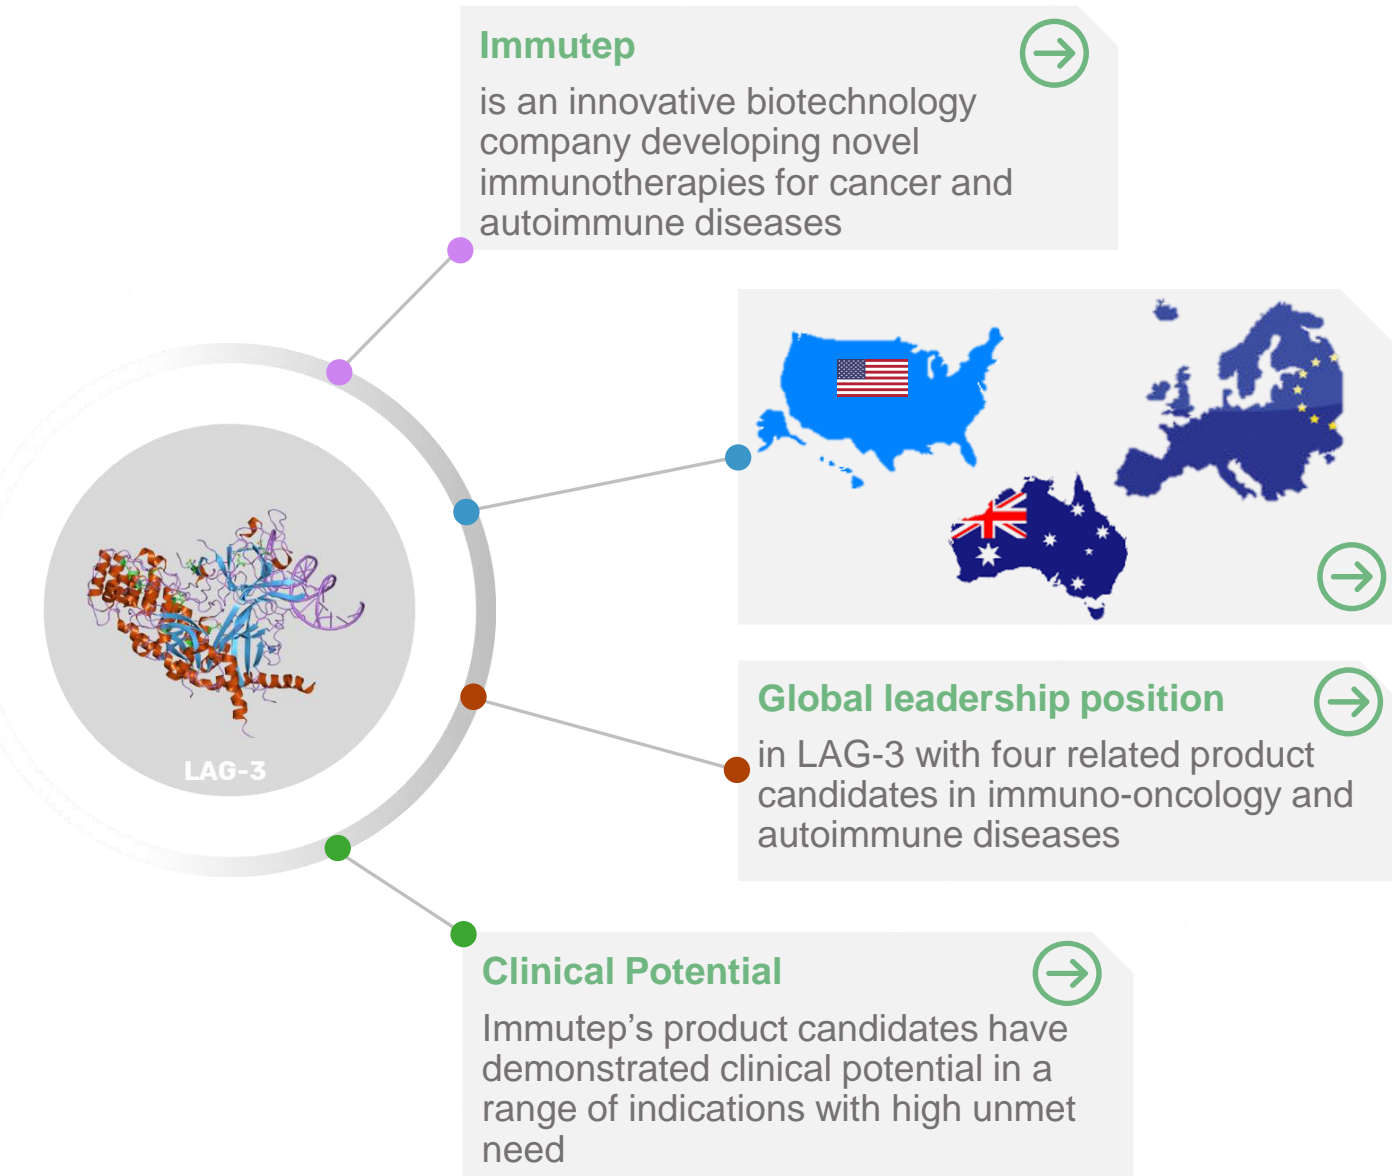 Immutep
is an innovative biotechnology
company developing novel
immunotherapies for cancer and
autoimmune diseases
LAG-3
Global leadership position
in LAG-3 with four related product
candidates in immuno-oncology and
autoimmune diseases
Clinical Potential
Immutep’s product candidates have
demonstrated clinical potential in a
range of indications with high unmet
need